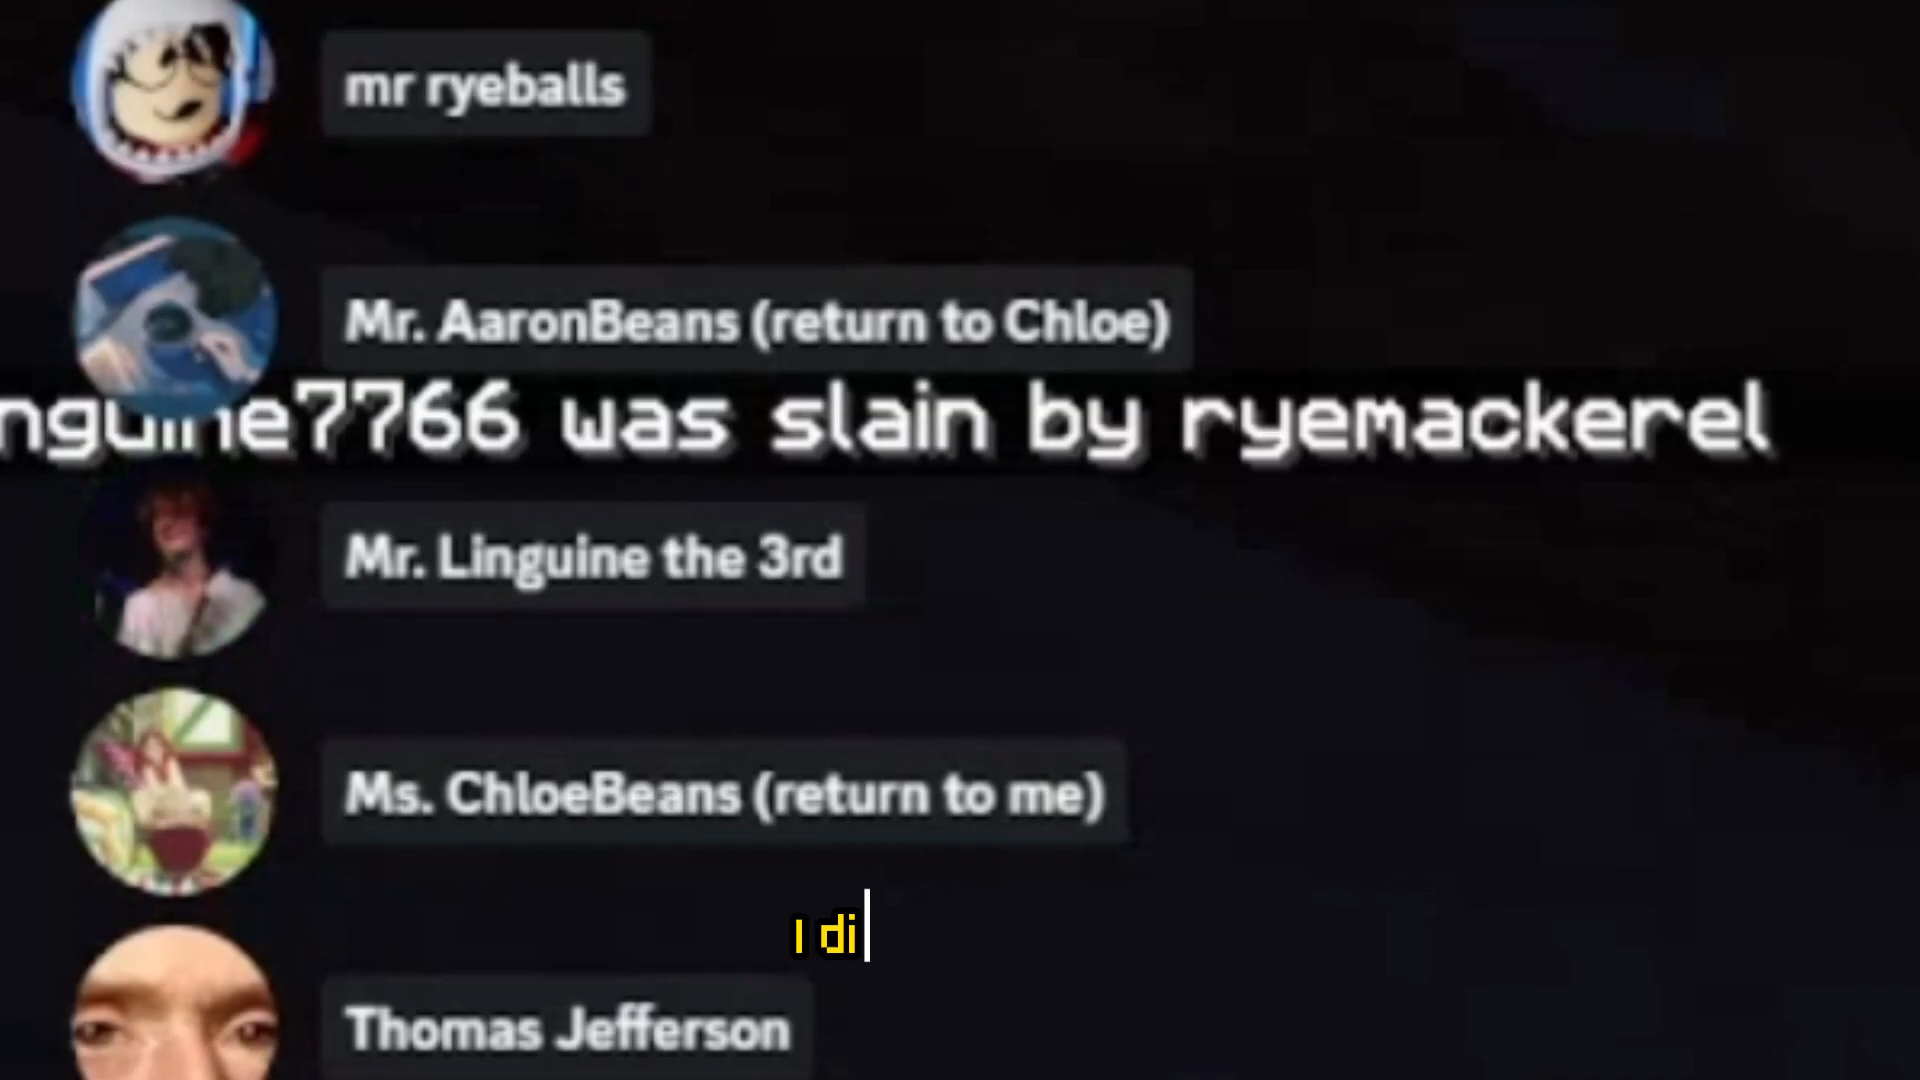 mr ryeballs
Mr. AaronBeans (return to Chloe)
nguine7766 was slain by ryemackerel
Mr. Linguine the 3rd
Ms. ChloeBeans (return to me)
I di
Thomas Jefferson